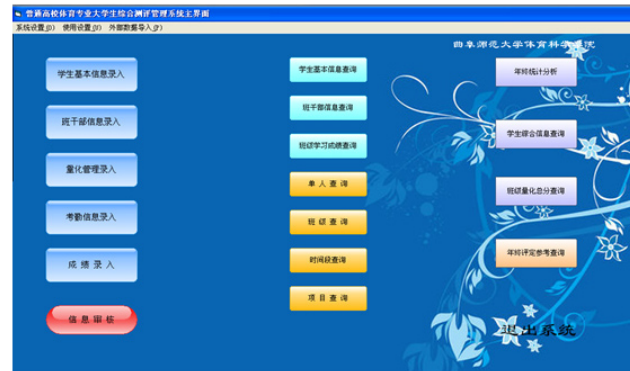 普通高校体育专业大学生综合测评管理系统主界面
系统设置(D) 使用设置(N) 外部数据导入(P)
曲阜师范大学体育科学学院
学生基本信息录入
班干部信息录入
量化管理录入
考勤信息录入
成 绩 录 入
信 息 审 核
学生基本信息查询
班干部信息查询
班级学习成绩查询
单 人 查 询
班 级 查 询
时间段查询
项 目 查 询
年终统计分析
学生综合信息查询
班级量化总分查询
年终评定参考查询
退出系统